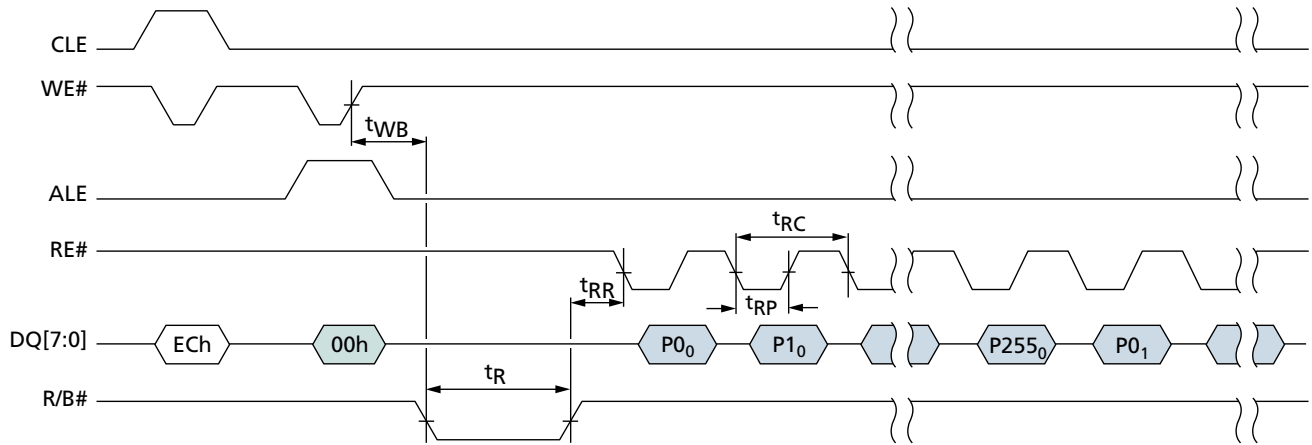 CLE
WE#
tWB
ALE
tRC
RE#
tRR
tRP
DQ[7:0] ECh 00h P0₀ P1₀ P255₀ P0₁
tR
R/B#